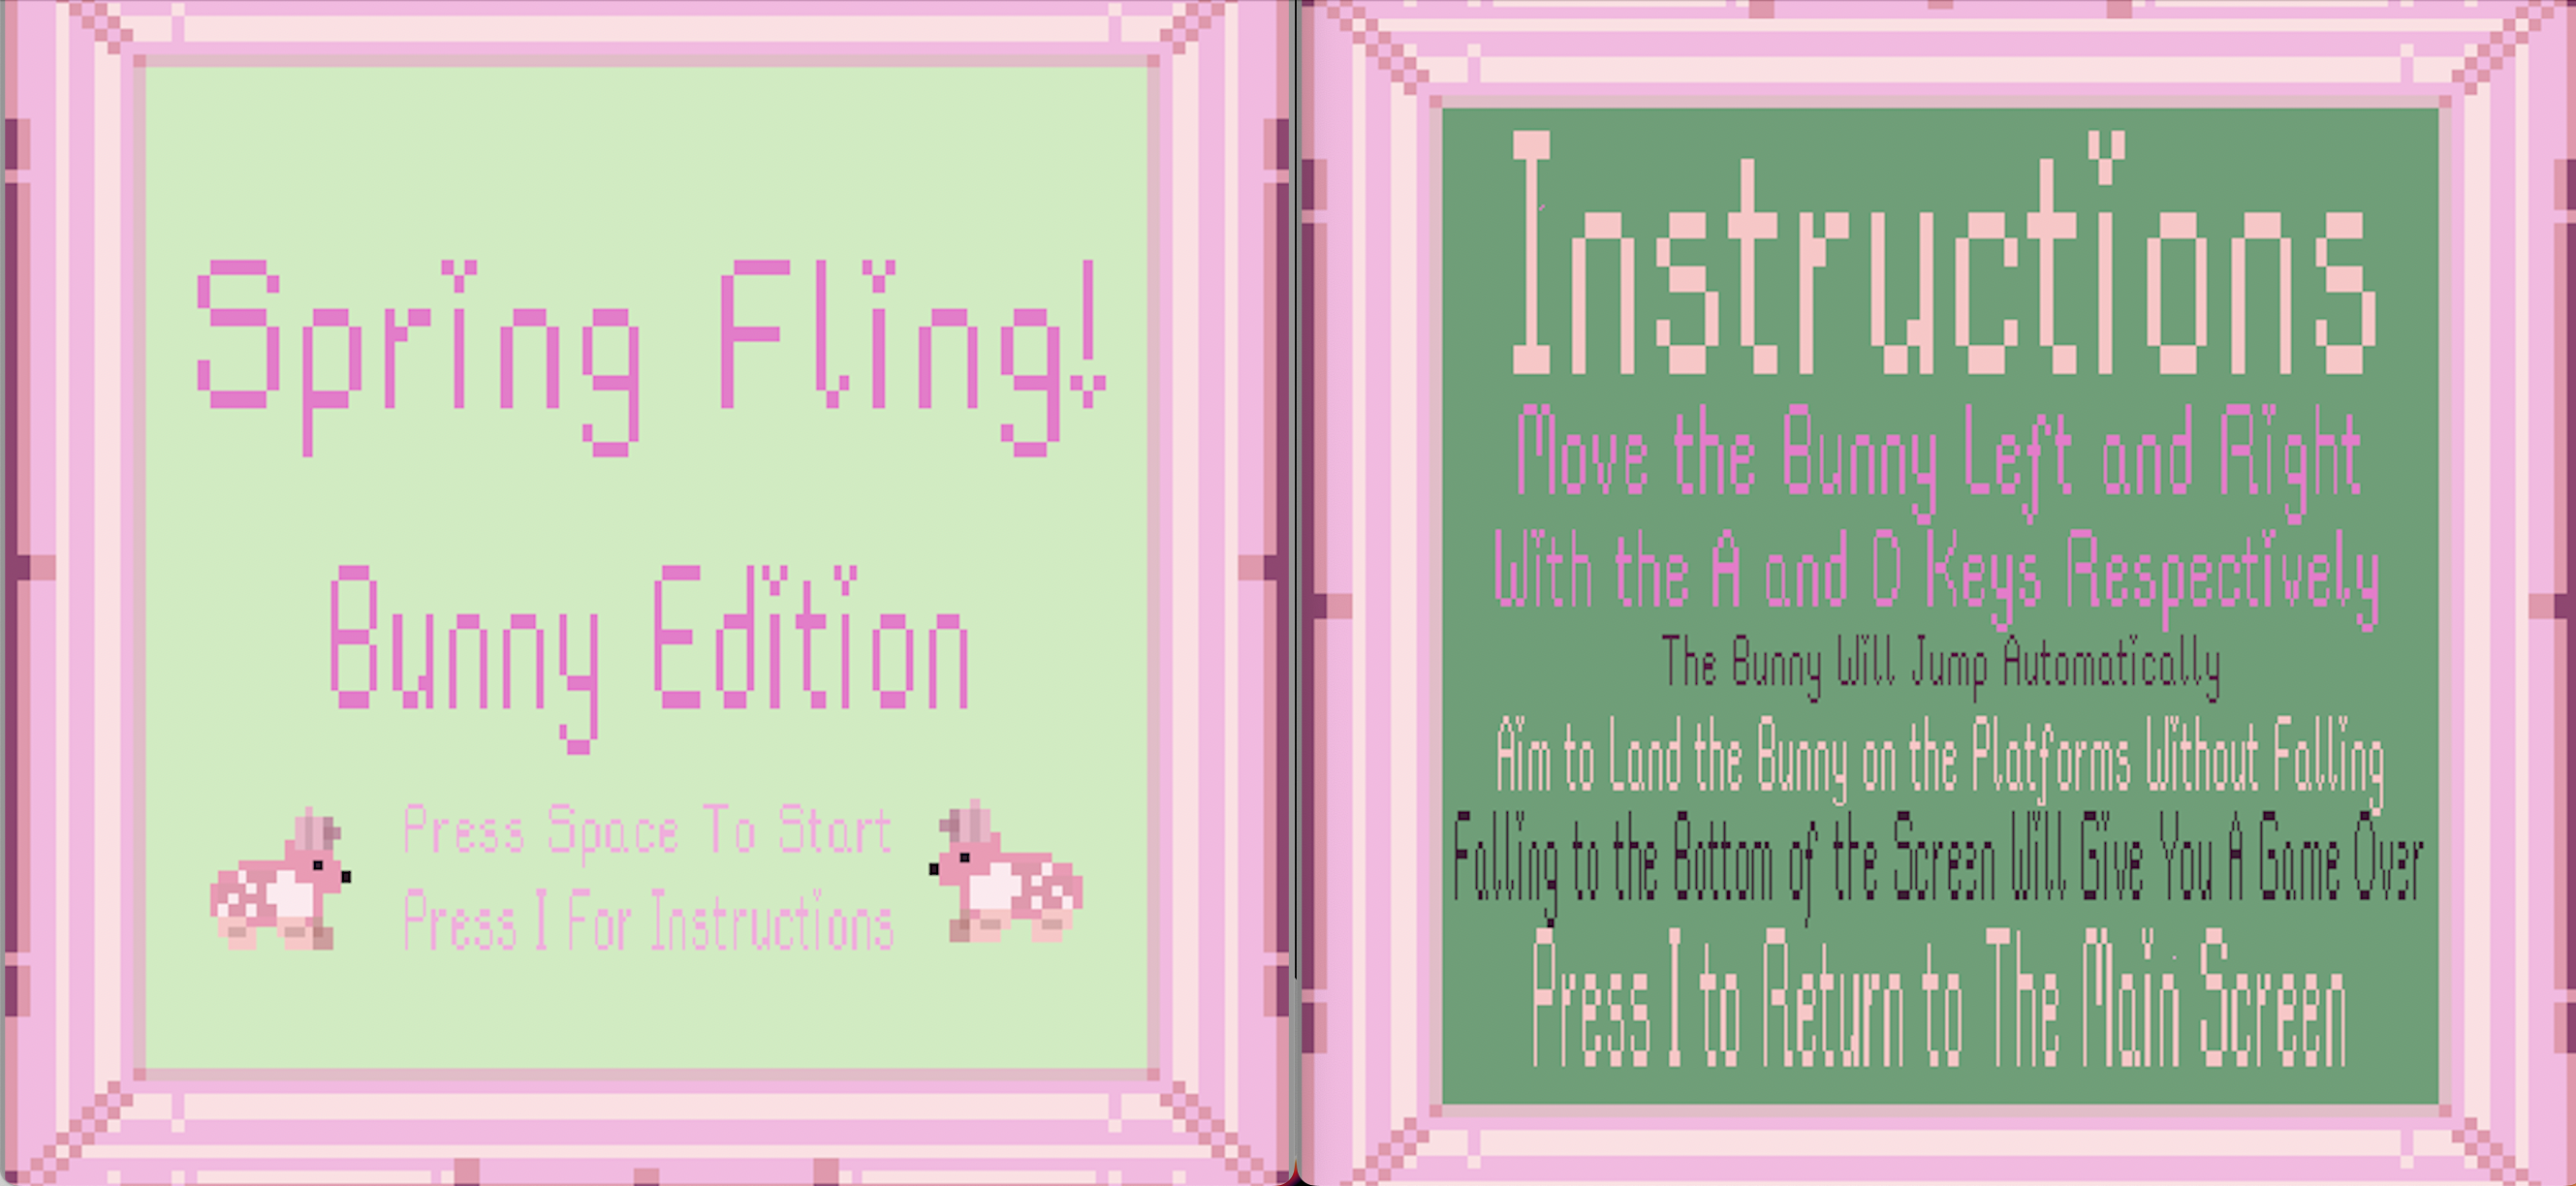 Spring Fling!
Bunny Edition
Press Space To Start
Press I For Instructions
Instructions
Move the Bunny Left and Right
With the A and D Keys Respectively
The Bunny Will Jump Automatically
Aim to Land the Bunny on the Platforms Without Falling
Falling to the Bottom of the Screen Will Give You A Game Over
Press I to Return to The Main Screen